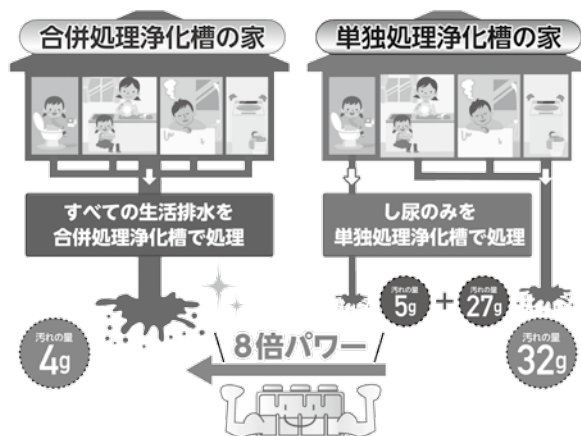 合併処理浄化槽の家
単独処理浄化槽の家
すべての生活排水を
合併処理浄化槽で処理
し尿のみを
単独処理浄化槽で処理
汚れの量
5g
+
汚れの量
27g
汚れの量
4g
8倍パワー
汚れの量
32g